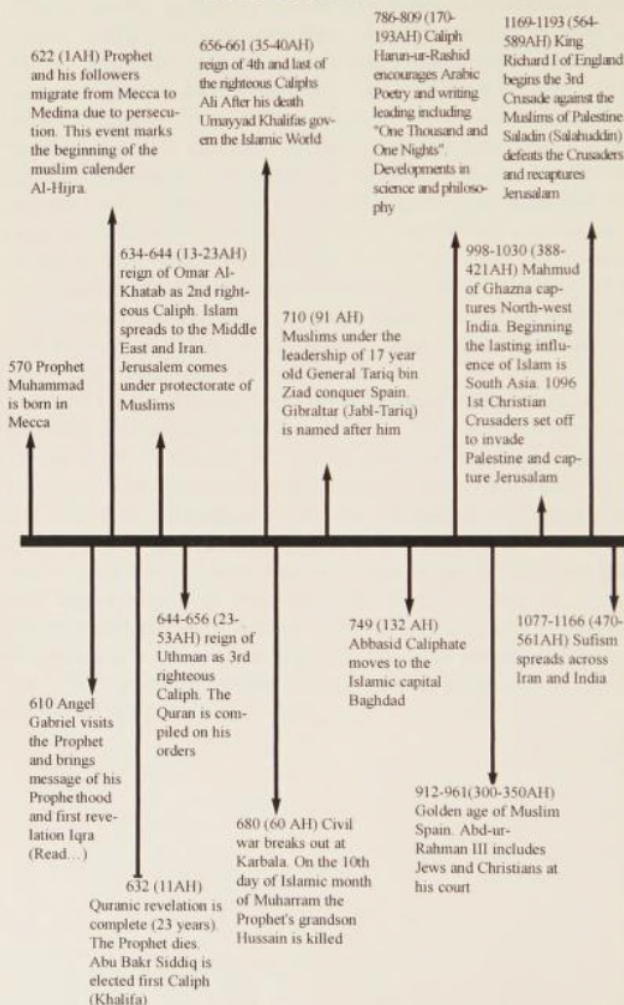 622 (1AH) Prophet
and his followers
migrate from Mecca to
Medina due to persecu-
tion. This event marks
the beginning of the
muslim calender
Al-Hijra.
656-661 (35-40AH)
reign of 4th and last of
the righteous Caliphs
Ali After his death
Umayyad Khalifas gov-
ern the Islamic World
786-809 (170-
193AH) Caliph
Harun-ur-Rashid
encourages Arabic
Poetry and writing
leading including
"One Thousand and
One Nights".
Developments in
science and philoso-
phy
1169-1193 (564-
589AH) King
Richard I of England
begins the 3rd
Crusade against the
Muslims of Palestine
Saladin (Salahuddin)
defeats the Crusaders
and recaptures
Jerusalam
570 Prophet
Muhammad
is born in
Mecca
634-644 (13-23AH)
reign of Omar Al-
Khatab as 2nd right-
eous Caliph. Islam
spreads to the Middle
East and Iran.
Jerusalem comes
under protectorate of
Muslims
710 (91 AH)
Muslims under the
leadership of 17 year
old General Tariq bin
Ziad conquer Spain.
Gibraltar (Jabl-Tariq)
is named after him
998-1030 (388-
421AH) Mahmud
of Ghazna cap-
tures North-west
India. Beginning
the lasting influ-
ence of Islam is
South Asia. 1096
1st Christian
Crusaders set off
to invade
Palestine and cap-
ture Jerusalam
610 Angel
Gabriel visits
the Prophet
and brings
message of his
Prophethood
and first reve-
lation Iqra
(Read...)
632 (11AH)
Quranic revelation is
complete (23 years).
The Prophet dies.
Abu Bakr Siddiq is
elected first Caliph
(Khalifa)
644-656 (23-
53AH) reign of
Uthman as 3rd
righteous
Caliph. The
Quran is com-
piled on his
orders
680 (60 AH) Civil
war breaks out at
Karbala. On the 10th
day of Islamic month
of Muharram the
Prophet's grandson
Hussain is killed
749 (132 AH)
Abbasid Caliphate
moves to the
Islamic capital
Baghdad
912-961(300-350AH)
Golden age of Muslim
Spain. Abd-ur-
Rahman III includes
Jews and Christians at
his court
1077-1166 (470-
561AH) Sufism
spreads across
Iran and India